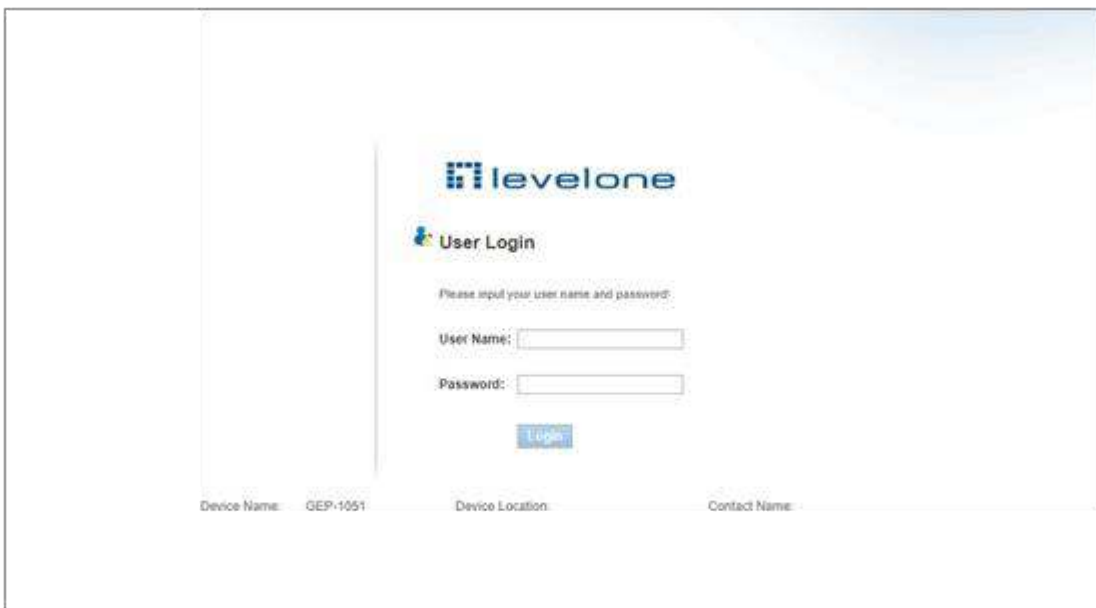 levelone
User Login
Please input your user name and password!
User Name:
Password:
Login
Device Name: GEP-1051 Device Location: Contact Name: